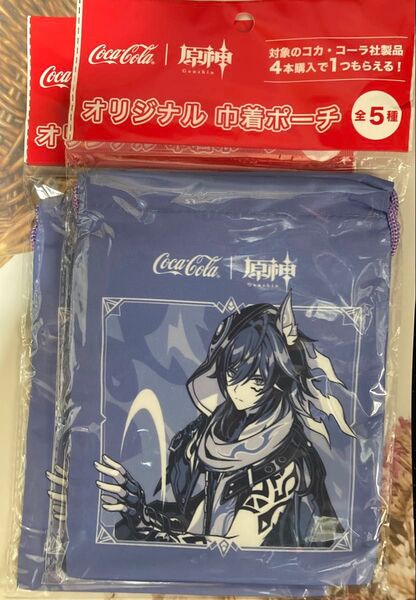 Coca-Cola | 原神
Genshin
対象のコカ・コーラ社製品
4本購入で1つもらえる!
オリジナル 巾着ポーチ 全5種
Coca-Cola | 原神
Genshin